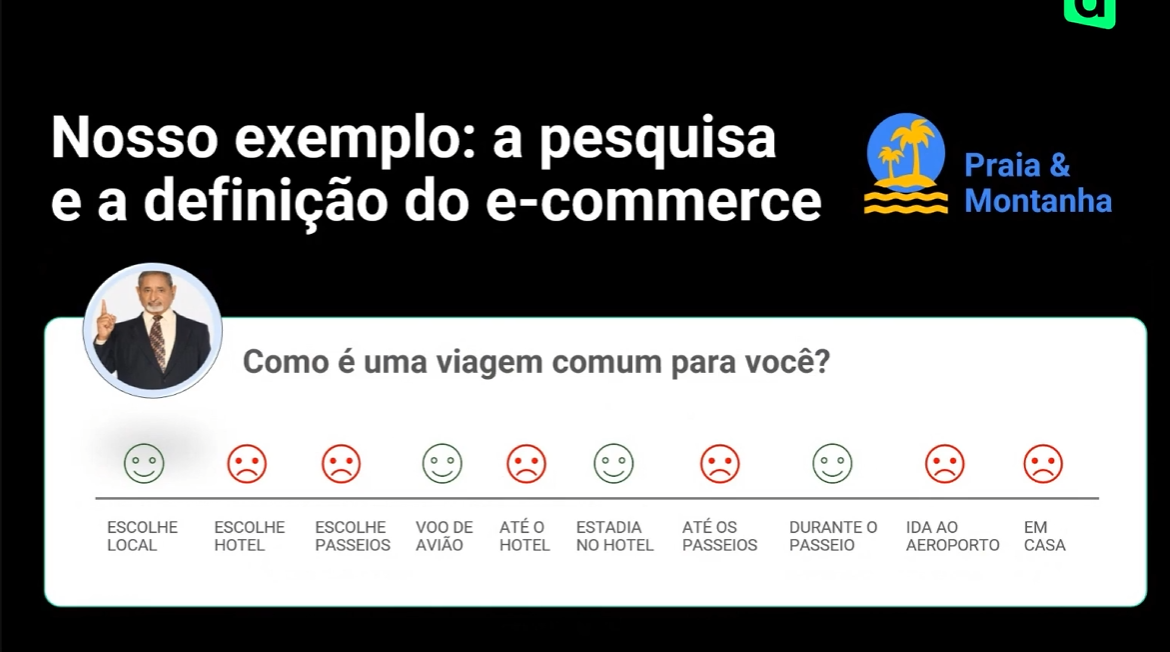 Nosso exemplo: a pesquisa
e a definição do e-commerce
Praia &
Montanha
Como é uma viagem comum para você?
ESCOLHE
LOCAL
ESCOLHE
HOTEL
ESCOLHE
PASSEIOS
VOO DE
AVIÃO
ATÉ O
HOTEL
ESTADIA
NO HOTEL
ATÉ OS
PASSEIOS
DURANTE O
PASSEIO
IDA AO
AEROPORTO
EM
CASA